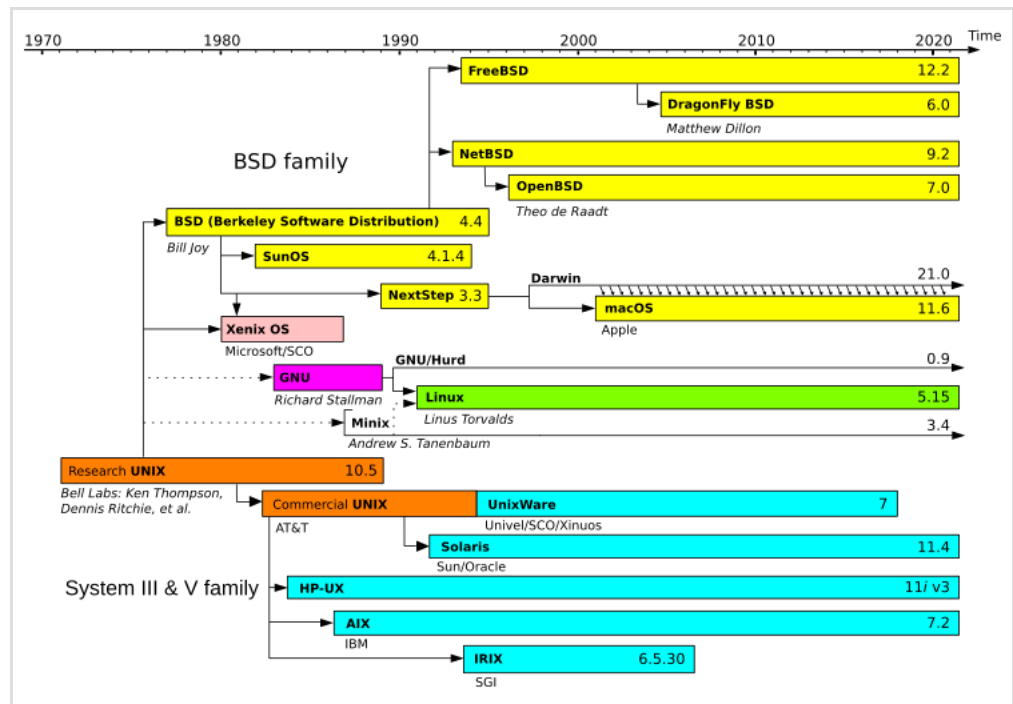 1970 1980 1990 2000 2010 2020 Time
FreeBSD 12.2
DragonFly BSD 6.0
Matthew Dillon
BSD family
NetBSD 9.2
OpenBSD 7.0
Theo de Raadt
BSD (Berkeley Software Distribution) 4.4
Bill Joy
SunOS 4.1.4
Darwin 21.0
NextStep 3.3
macOS 11.6
Apple
Xenix OS
Microsoft/SCO
GNU/Hurd 0.9
GNU
Richard Stallman
Linux 5.15
Linus Torvalds
Minix 3.4
Andrew S. Tanenbaum
Research UNIX 10.5
Bell Labs: Ken Thompson,
Dennis Ritchie, et al.
Commercial UNIX UnixWare 7
AT&T Univel/SCO/Xinuos
Solaris 11.4
Sun/Oracle
System III & V family
HP-UX 11i v3
AIX 7.2
IBM
IRIX 6.5.30
SGI